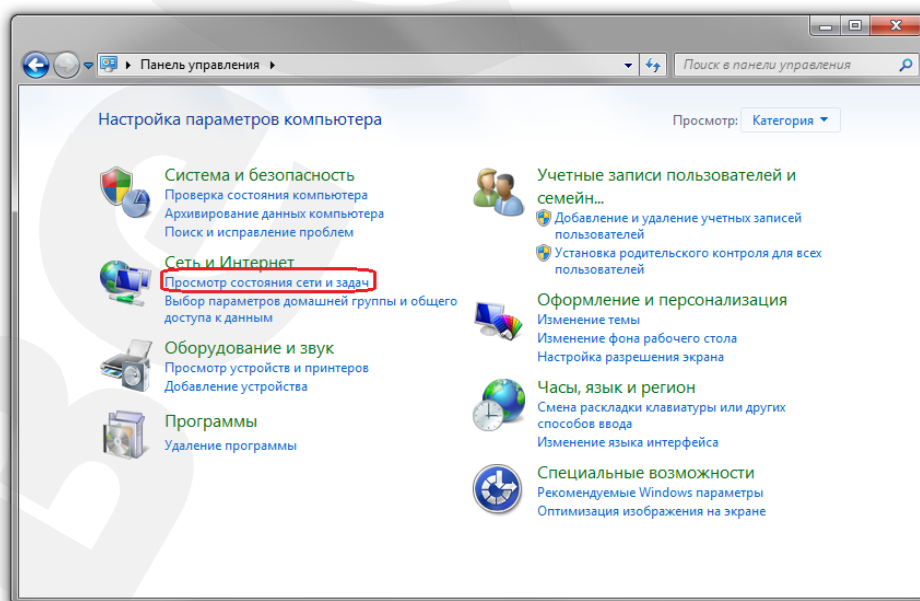 Панель управления
Поиск в панели управления
Настройка параметров компьютера
Просмотр: Категория
Система и безопасность
Проверка состояния компьютера
Архивирование данных компьютера
Поиск и исправление проблем
Сеть и Интернет
Просмотр состояния сети и задач
Выбор параметров домашней группы и общего
доступа к данным
Оборудование и звук
Просмотр устройств и принтеров
Добавление устройства
Программы
Удаление программы
Учетные записи пользователей и
семейн...
Добавление и удаление учетных записей
пользователей
Установка родительского контроля для всех
пользователей
Оформление и персонализация
Изменение темы
Изменение фона рабочего стола
Настройка разрешения экрана
Часы, язык и регион
Смена раскладки клавиатуры или других
способов ввода
Изменение языка интерфейса
Специальные возможности
Рекомендуемые Windows параметры
Оптимизация изображения на экране